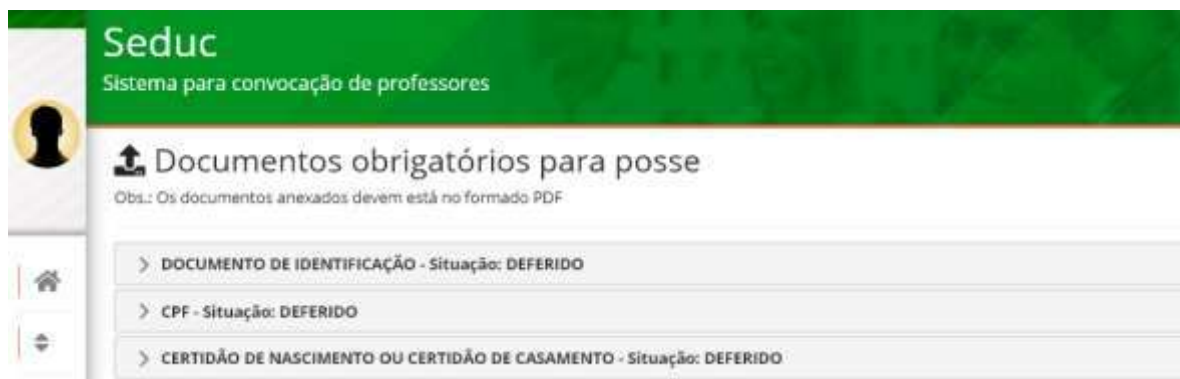 Seduc
Sistema para convocação de professores
Documentos obrigatórios para posse
Obs.: Os documentos anexados devem está no formado PDF
DOCUMENTO DE IDENTIFICAÇÃO - Situação: DEFERIDO
CPF - Situação: DEFERIDO
CERTIDÃO DE NASCIMENTO OU CERTIDÃO DE CASAMENTO - Situação: DEFERIDO